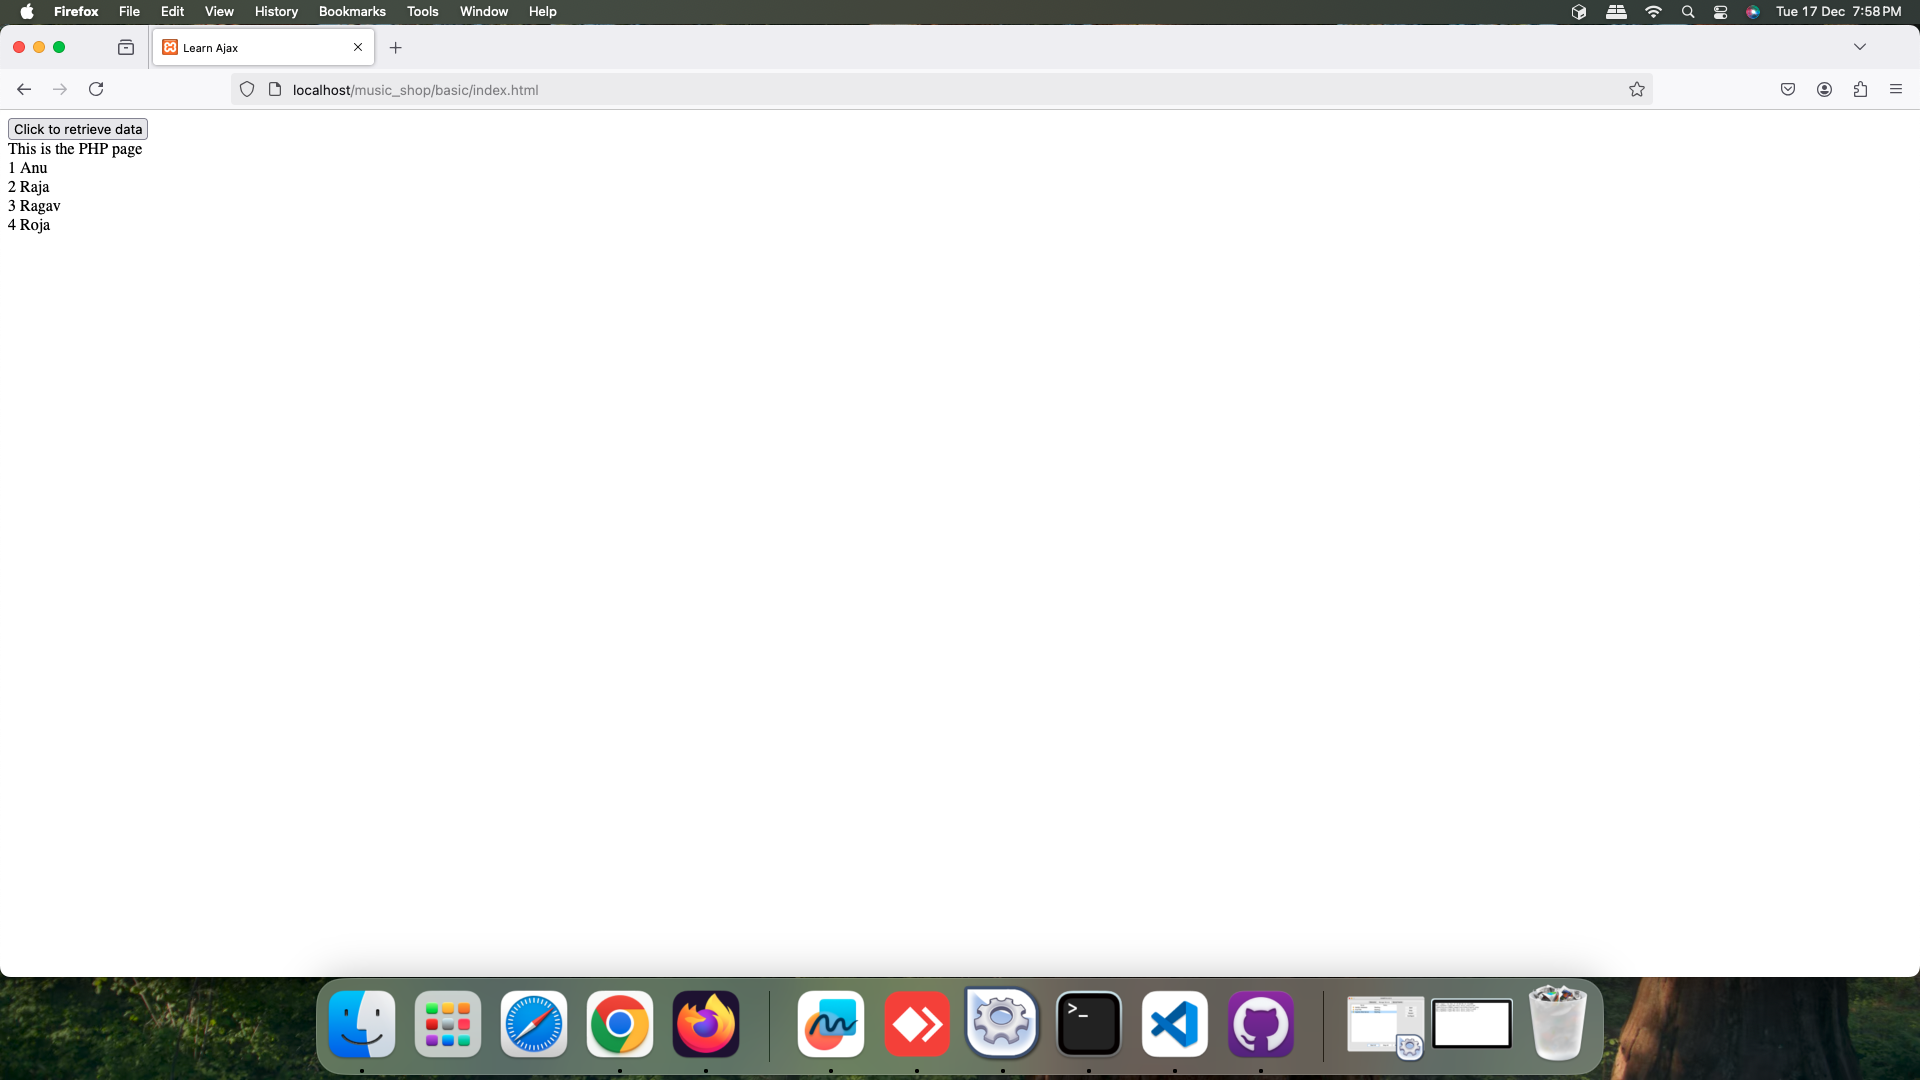 Firefox File Edit View History Bookmarks Tools Window Help Tue 17 Dec 7:58 PM
Learn Ajax
localhost/music_shop/basic/index.html
Click to retrieve data
This is the PHP page
1 Anu
2 Raja
3 Ragav
4 Roja